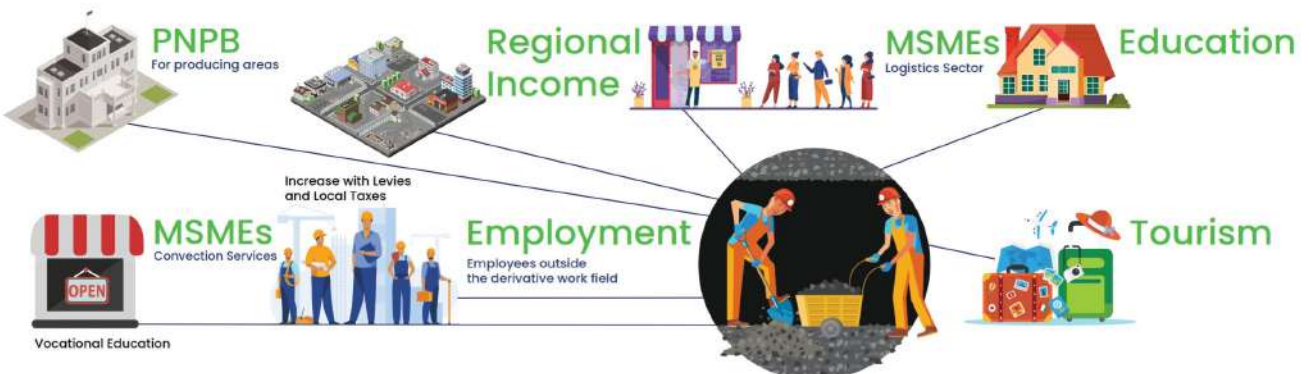 PNPB
For producing areas
Regional
Income
MSMEs
Logistics Sector
Education
Increase with Levies
and Local Taxes
MSMEs
Convection Services
OPEN
Vocational Education
Employment
Employees outside
the derivative work field
Tourism